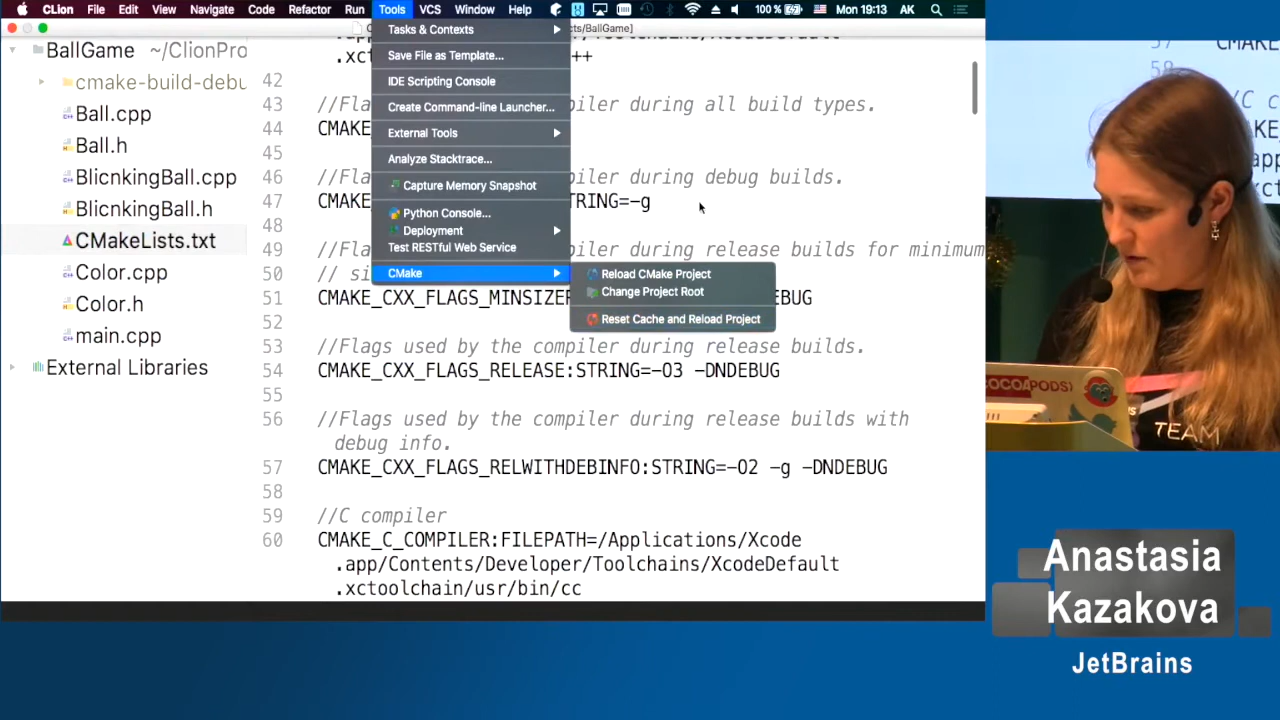 CLion File Edit View Navigate Code Refactor Run Tools VCS Window Help 100% Mon 19:13 AK
BallGame ~/ClionPro
cmake-build-debu
Ball.cpp
Ball.h
BlicnkingBall.cpp
BlicnkingBall.h
CMakeLists.txt
Color.cpp
Color.h
main.cpp
External Libraries
Tasks & Contexts
Save File as Template...
IDE Scripting Console
Create Command-line Launcher...
External Tools
Analyze Stacktrace...
Capture Memory Snapshot
Python Console...
Deployment
Test RESTful Web Service
CMake
Reload CMake Project
Change Project Root
Reset Cache and Reload Project
.xc
++
42
43 //Fla piler during all build types.
44 CMAKE_
45
46 //Fla piler during debug builds.
47 CMAKE TRING=-g
48
49 //Fla piler during release builds for minimum
50 // si
51 CMAKE_CXX_FLAGS_MINSIZER DEBUG
52
53 //Flags used by the compiler during release builds.
54 CMAKE_CXX_FLAGS_RELEASE:STRING=-O3 -DNDEBUG
55
56 //Flags used by the compiler during release builds with
debug info.
57 CMAKE_CXX_FLAGS_RELWITHDEBINFO:STRING=-O2 -g -DNDEBUG
58
59 //C compiler
60 CMAKE_C_COMPILER:FILEPATH=/Applications/Xcode
.app/Contents/Developer/Toolchains/XcodeDefault
.xctoolchain/usr/bin/cc
COCOAPODS
TEAM
Anastasia
Kazakova
JetBrains